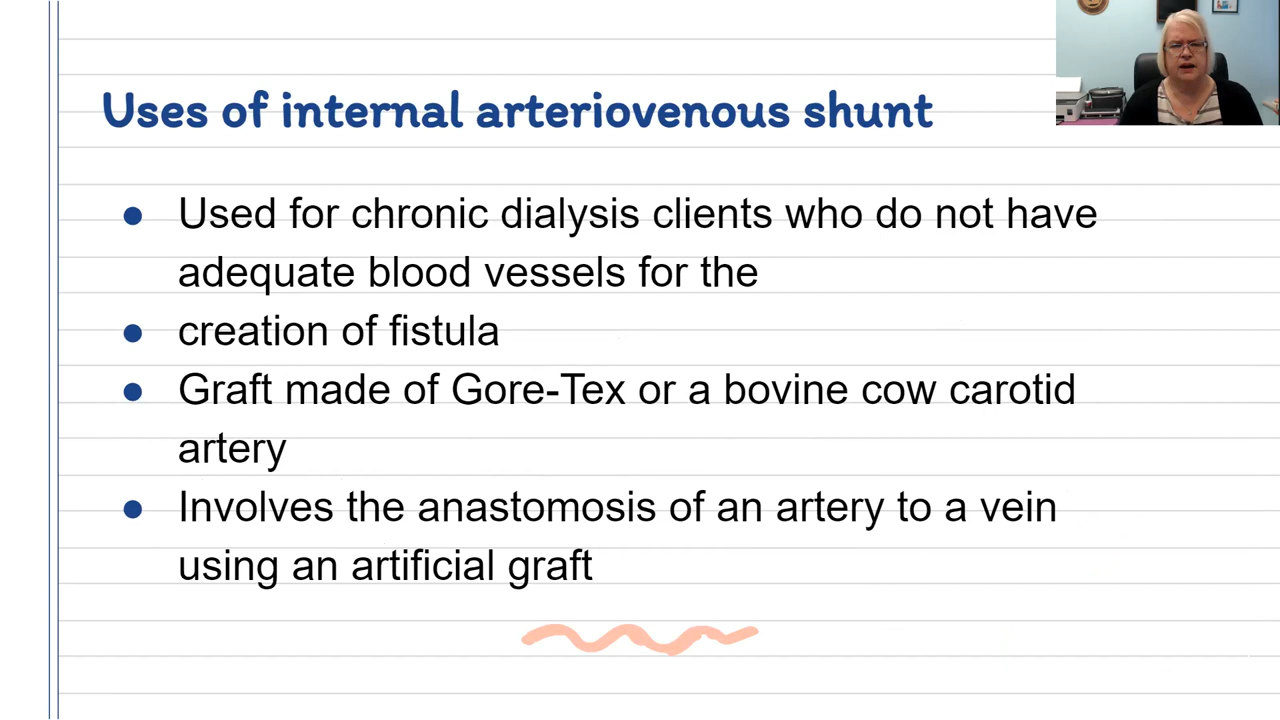 Uses of internal arteriovenous shunt
● Used for chronic dialysis clients who do not have
adequate blood vessels for the
● creation of fistula
● Graft made of Gore-Tex or a bovine cow carotid
artery
● Involves the anastomosis of an artery to a vein
using an artificial graft